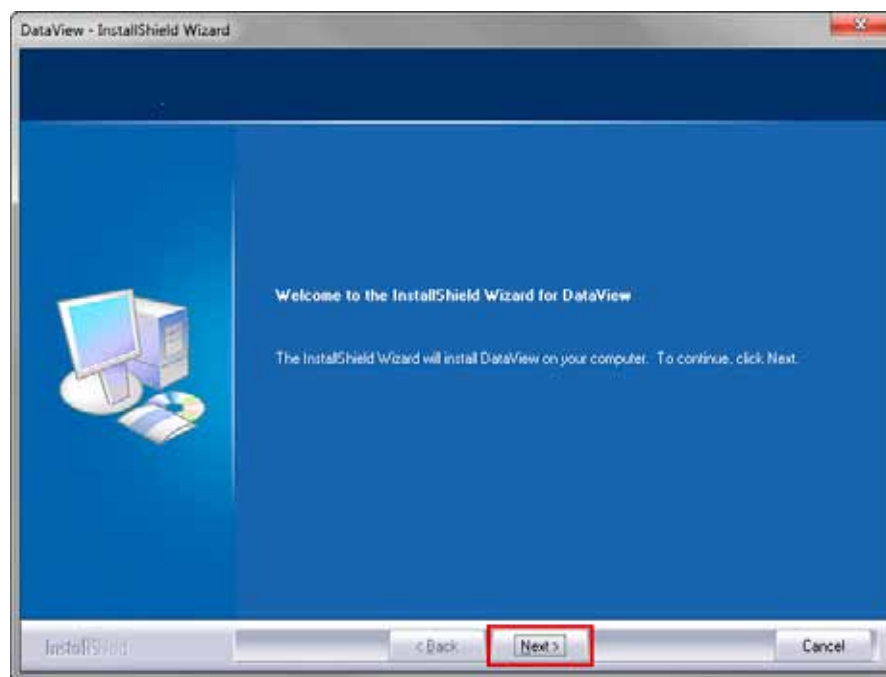 DataView - InstallShield Wizard
Welcome to the InstallShield Wizard for DataView
The InstallShield Wizard will install DataView on your computer. To continue, click Next.
InstallShield
< Back
Next >
Cancel